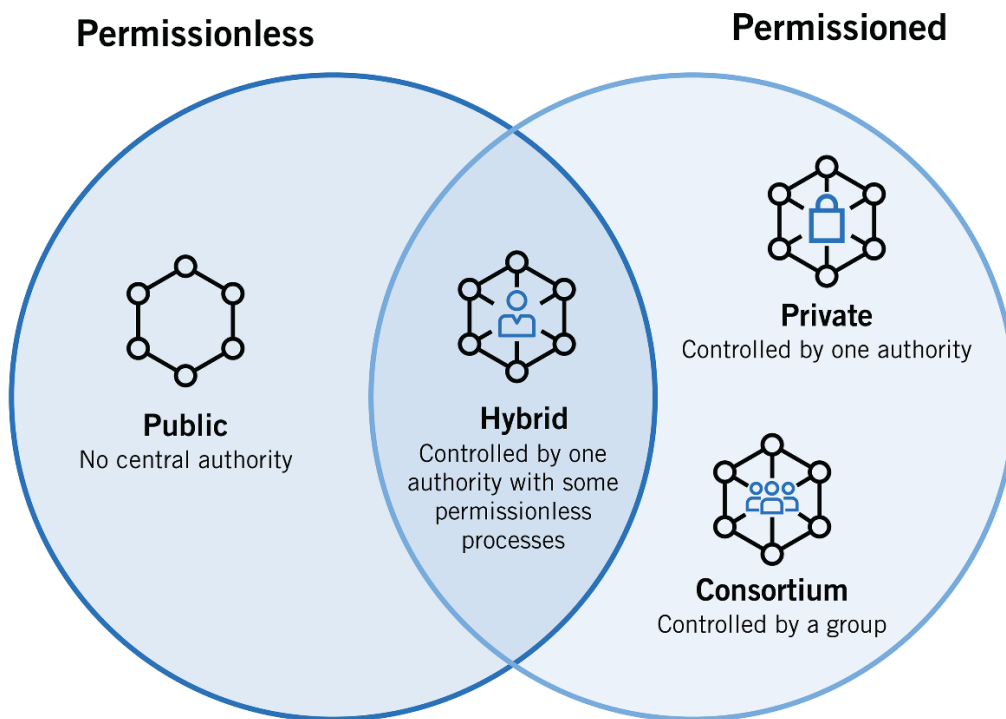 Permissionless
Permissioned
Public
No central authority
Hybrid
Controlled by one
authority with some
permissionless
processes
Private
Controlled by one authority
Consortium
Controlled by a group